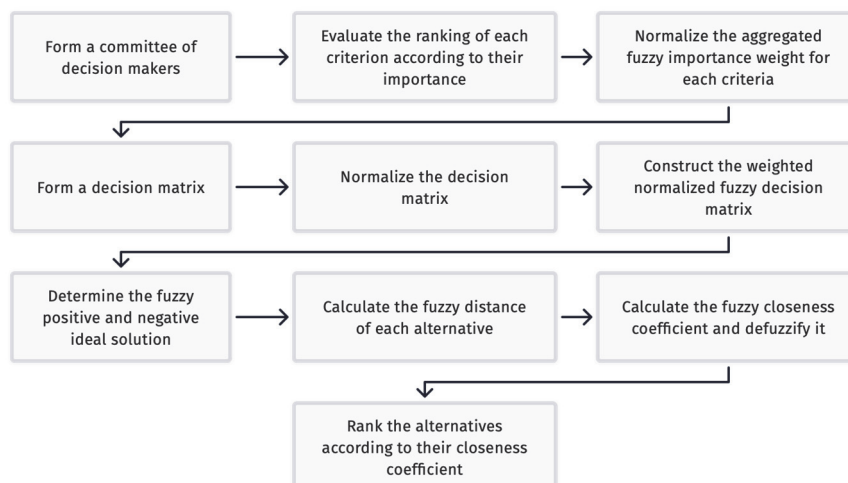 Form a committee of
decision makers
Evaluate the ranking of each
criterion according to their
importance
Normalize the aggregated
fuzzy importance weight for
each criteria
Form a decision matrix
Normalize the decision
matrix
Construct the weighted
normalized fuzzy decision
matrix
Determine the fuzzy
positive and negative
ideal solution
Calculate the fuzzy distance
of each alternative
Calculate the fuzzy closeness
coefficient and defuzzify it
Rank the alternatives
according to their closeness
coefficient